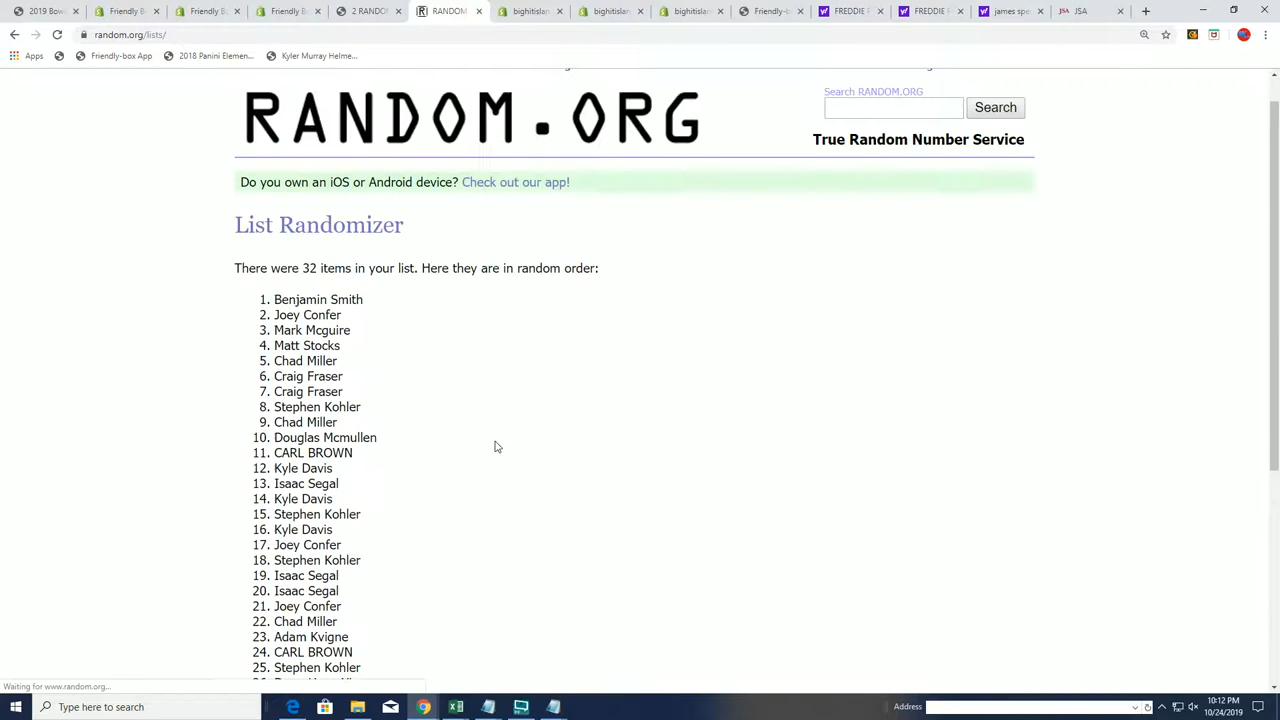 2019 Bow
Friendly B
Friendly B
Friendly B
2 RANDO
RANDOM
bighitislan
bighitislan
bighitislan
Friendly-b
FREDDIE F
FREDDIE F
james spe
JSA JSA
random.org/lists/
Apps
Friendly-box App
2018 Panini Elemen...
Kyler Murray Helme...
RANDOM.ORG
Search RANDOM.ORG
Search
True Random Number Service
Do you own an iOS or Android device? Check out our app!
List Randomizer
There were 32 items in your list. Here they are in random order:
1. Benjamin Smith
2. Joey Confer
3. Mark Mcguire
4. Matt Stocks
5. Chad Miller
6. Craig Fraser
7. Craig Fraser
8. Stephen Kohler
9. Chad Miller
10. Douglas Mcmullen
11. CARL BROWN
12. Kyle Davis
13. Isaac Segal
14. Kyle Davis
15. Stephen Kohler
16. Kyle Davis
17. Joey Confer
18. Stephen Kohler
19. Isaac Segal
20. Isaac Segal
21. Joey Confer
22. Chad Miller
23. Adam Kvigne
24. CARL BROWN
25. Stephen Kohler
Waiting for www.random.org...
Type here to search
Address
10:12 PM
10/24/2019